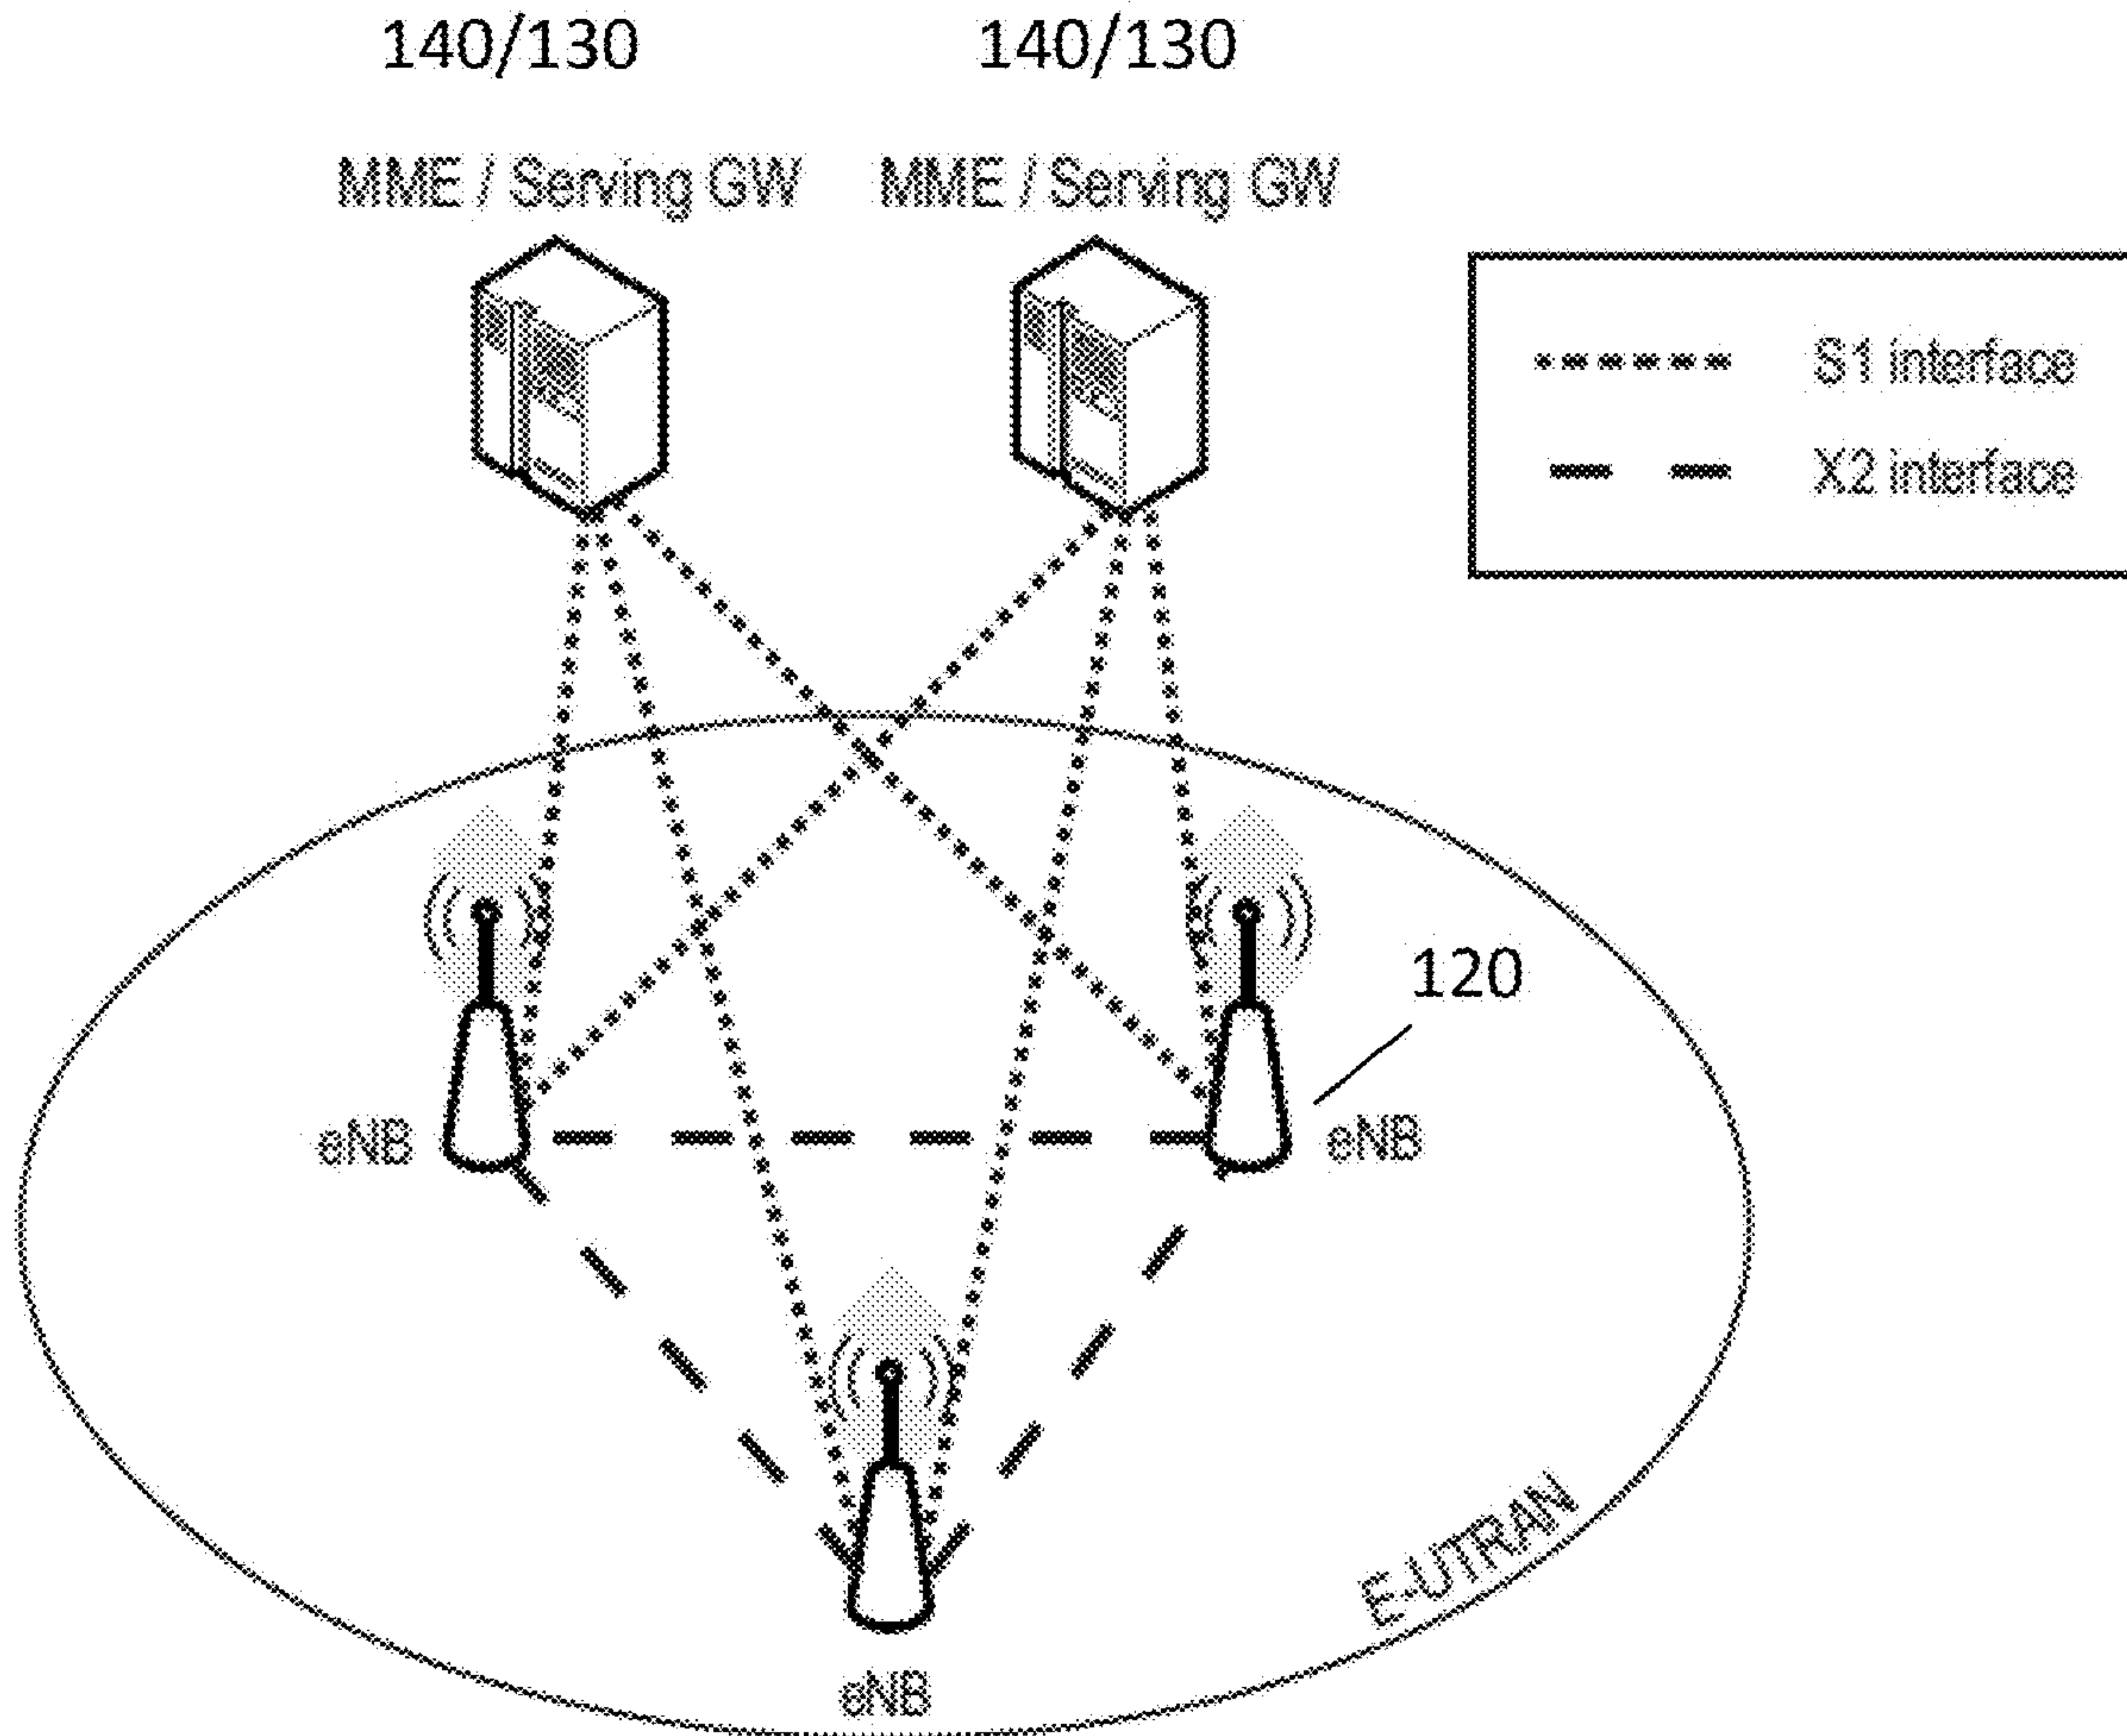 140/130 140/130
MME / Serving GW MME / Serving GW
S1 interface
X2 interface
120
eNB eNB
E-UTRAN
eNB